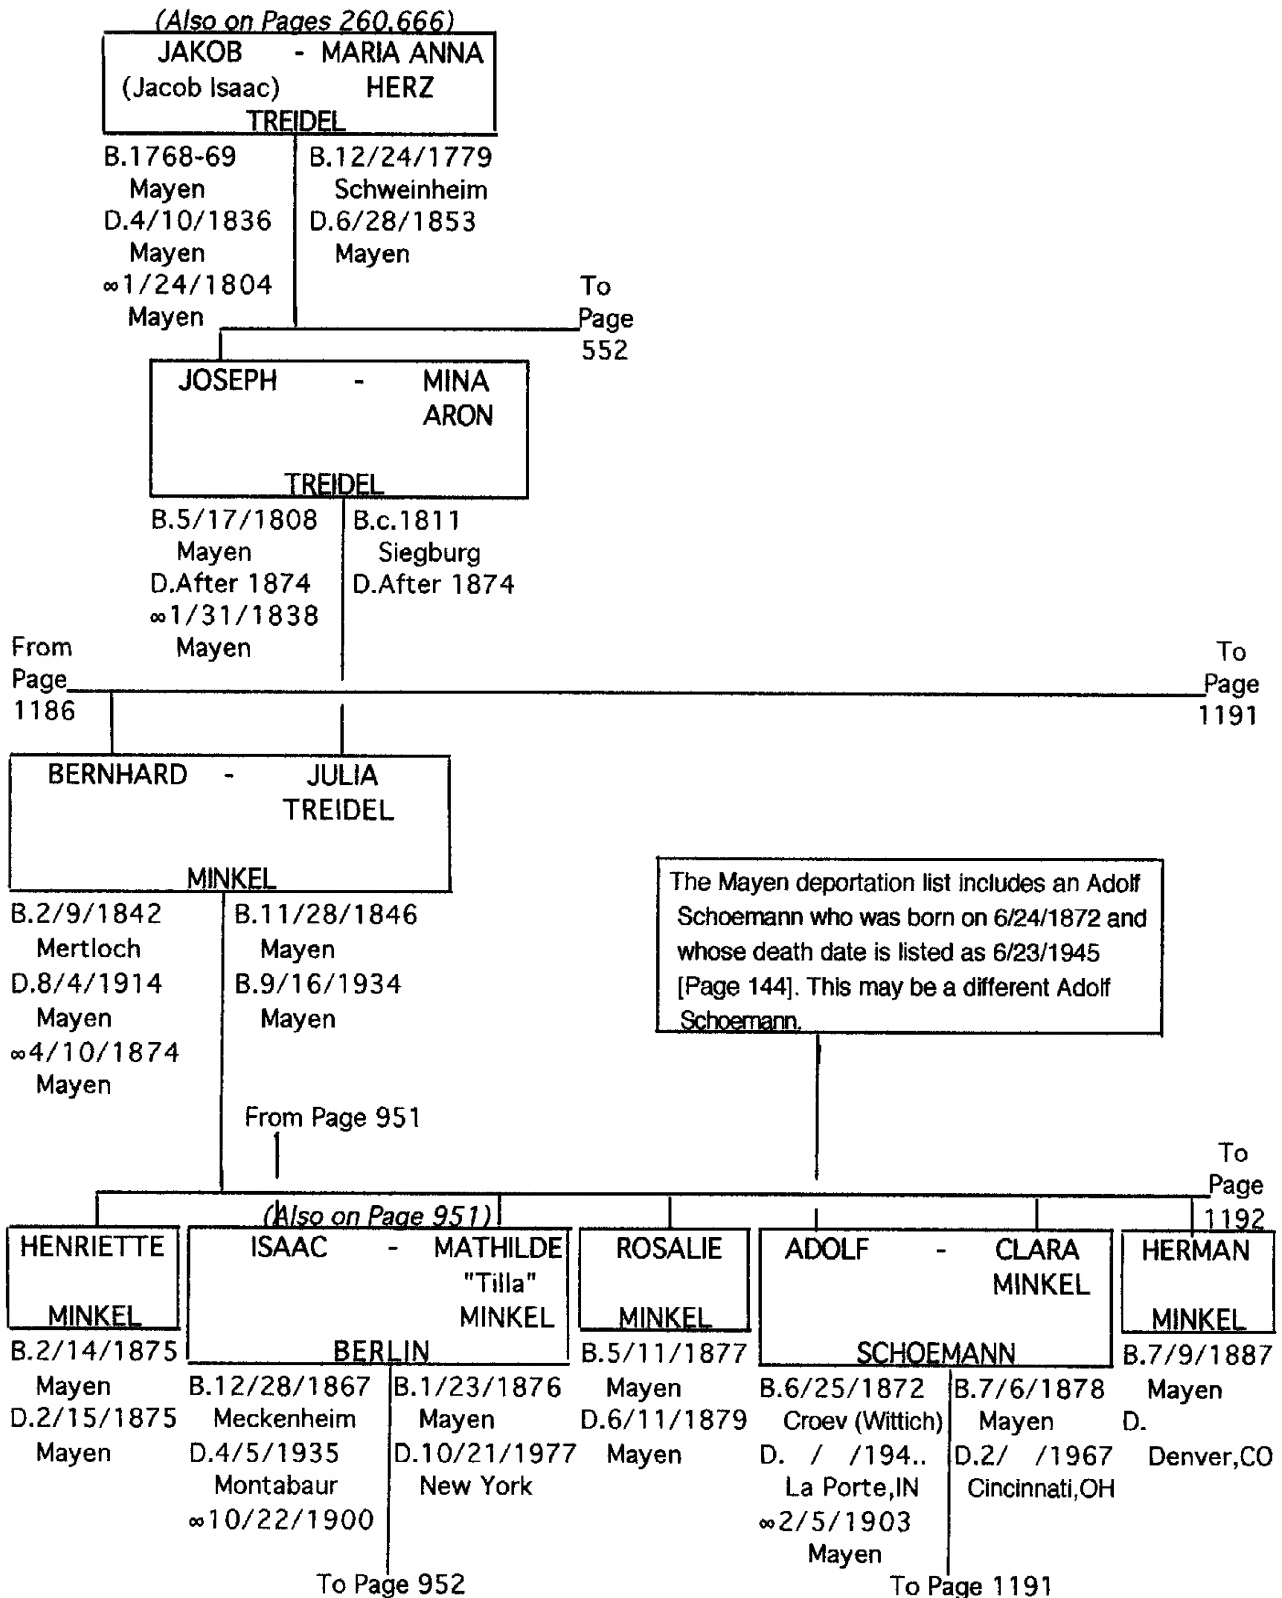 (Also on Pages 260,666)
JAKOB - MARIA ANNA
(Jacob Isaac) HERZ
TREIDEL
B.1768-69 B.12/24/1779
Mayen Schweinheim
D.4/10/1836 D.6/28/1853
Mayen Mayen
∞1/24/1804
Mayen
To
Page
552
JOSEPH - MINA
ARON
TREIDEL
B.5/17/1808 B.c.1811
Mayen Siegburg
D.After 1874 D.After 1874
∞1/31/1838
Mayen
From
Page
1186
To
Page
1191
BERNHARD - JULIA
TREIDEL
MINKEL
B.2/9/1842 B.11/28/1846
Mertloch Mayen
D.8/4/1914 B.9/16/1934
Mayen Mayen
∞4/10/1874
Mayen
The Mayen deportation list includes an Adolf
Schoemann who was born on 6/24/1872 and
whose death date is listed as 6/23/1945
[Page 144]. This may be a different Adolf
Schoemann.
From Page 951
To
Page
1192
(Also on Page 951)
HENRIETTE
MINKEL
B.2/14/1875
Mayen
D.2/15/1875
Mayen
ISAAC - MATHILDE
"Tilla"
MINKEL
BERLIN
B.12/28/1867 B.1/23/1876
Meckenheim Mayen
D.4/5/1935 D.10/21/1977
Montabaur New York
∞10/22/1900
To Page 952
ROSALIE
MINKEL
B.5/11/1877
Mayen
D.6/11/1879
Mayen
ADOLF - CLARA
MINKEL
SCHOEMANN
B.6/25/1872 B.7/6/1878
Croev (Wittich) Mayen
D. / /194.. D.2/ /1967
La Porte,IN Cincinnati,OH
∞2/5/1903
Mayen
To Page 1191
HERMAN
MINKEL
B.7/9/1887
Mayen
D.
Denver,CO